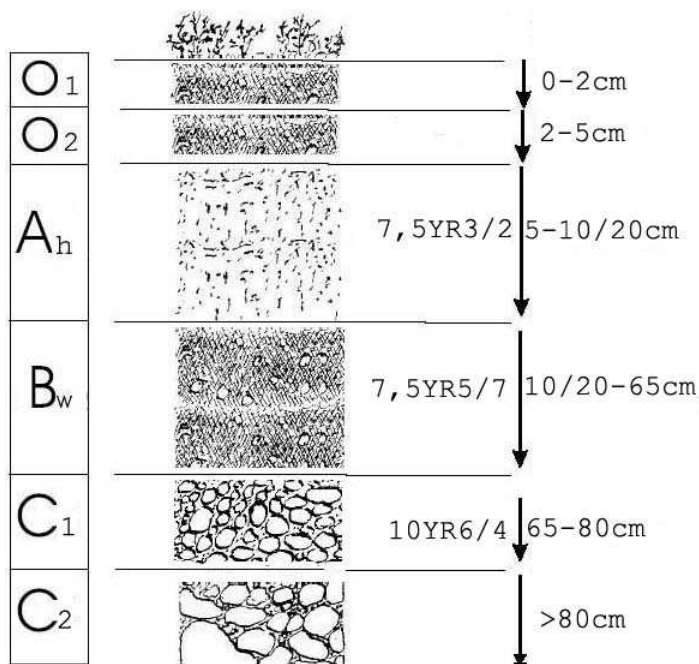 O1 0-2cm
O2 2-5cm
Ah 7,5YR3/2 5-10/20cm
Bw 7,5YR5/7 10/20-65cm
C1 10YR6/4 65-80cm
C2 >80cm